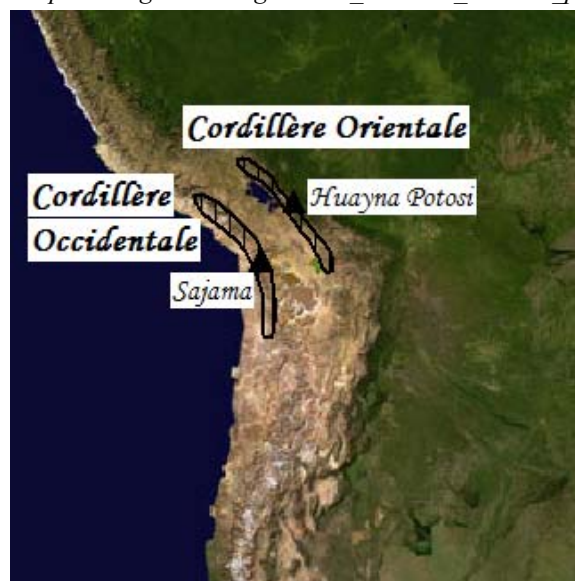 Cordillère Orientale
Huayna Potosi
Cordillère
Occidentale
Sajama